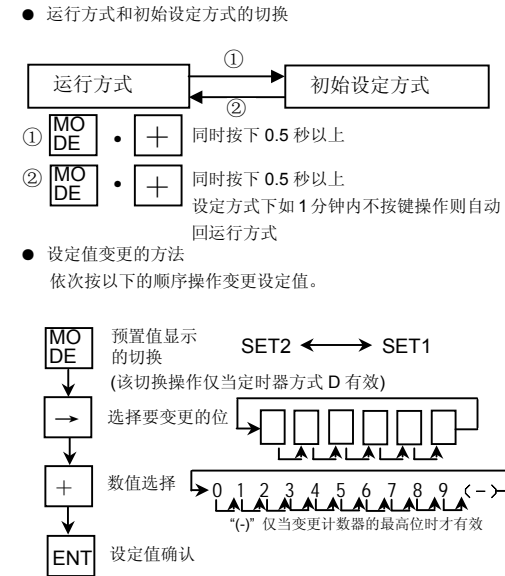 ● 运行方式和初始设定方式的切换
①
运行方式 初始设定方式
②
① MO DE • + 同时按下 0.5 秒以上
② MO DE • + 同时按下 0.5 秒以上
设定方式下如 1 分钟内不按键操作则自动
回运行方式
● 设定值变更的方法
依次按以下的顺序操作变更设定值。
MO DE 预置值显示
的切换
SET2 ←→ SET1
(该切换操作仅当定时器方式 D 有效)
→ 选择要变更的位
+ 数值选择 0 1 2 3 4 5 6 7 8 9 (-)
“(-)” 仅当变更计数器的最高位时才有效
ENT 设定值确认